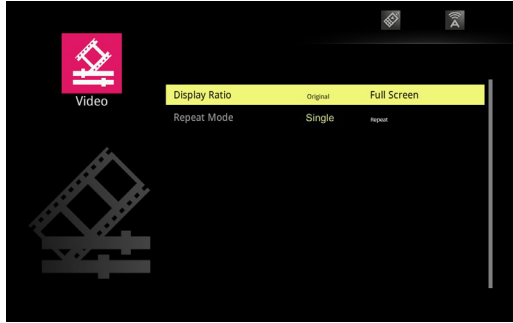 Video
Display Ratio Original Full Screen
Repeat Mode Single Repeat
A